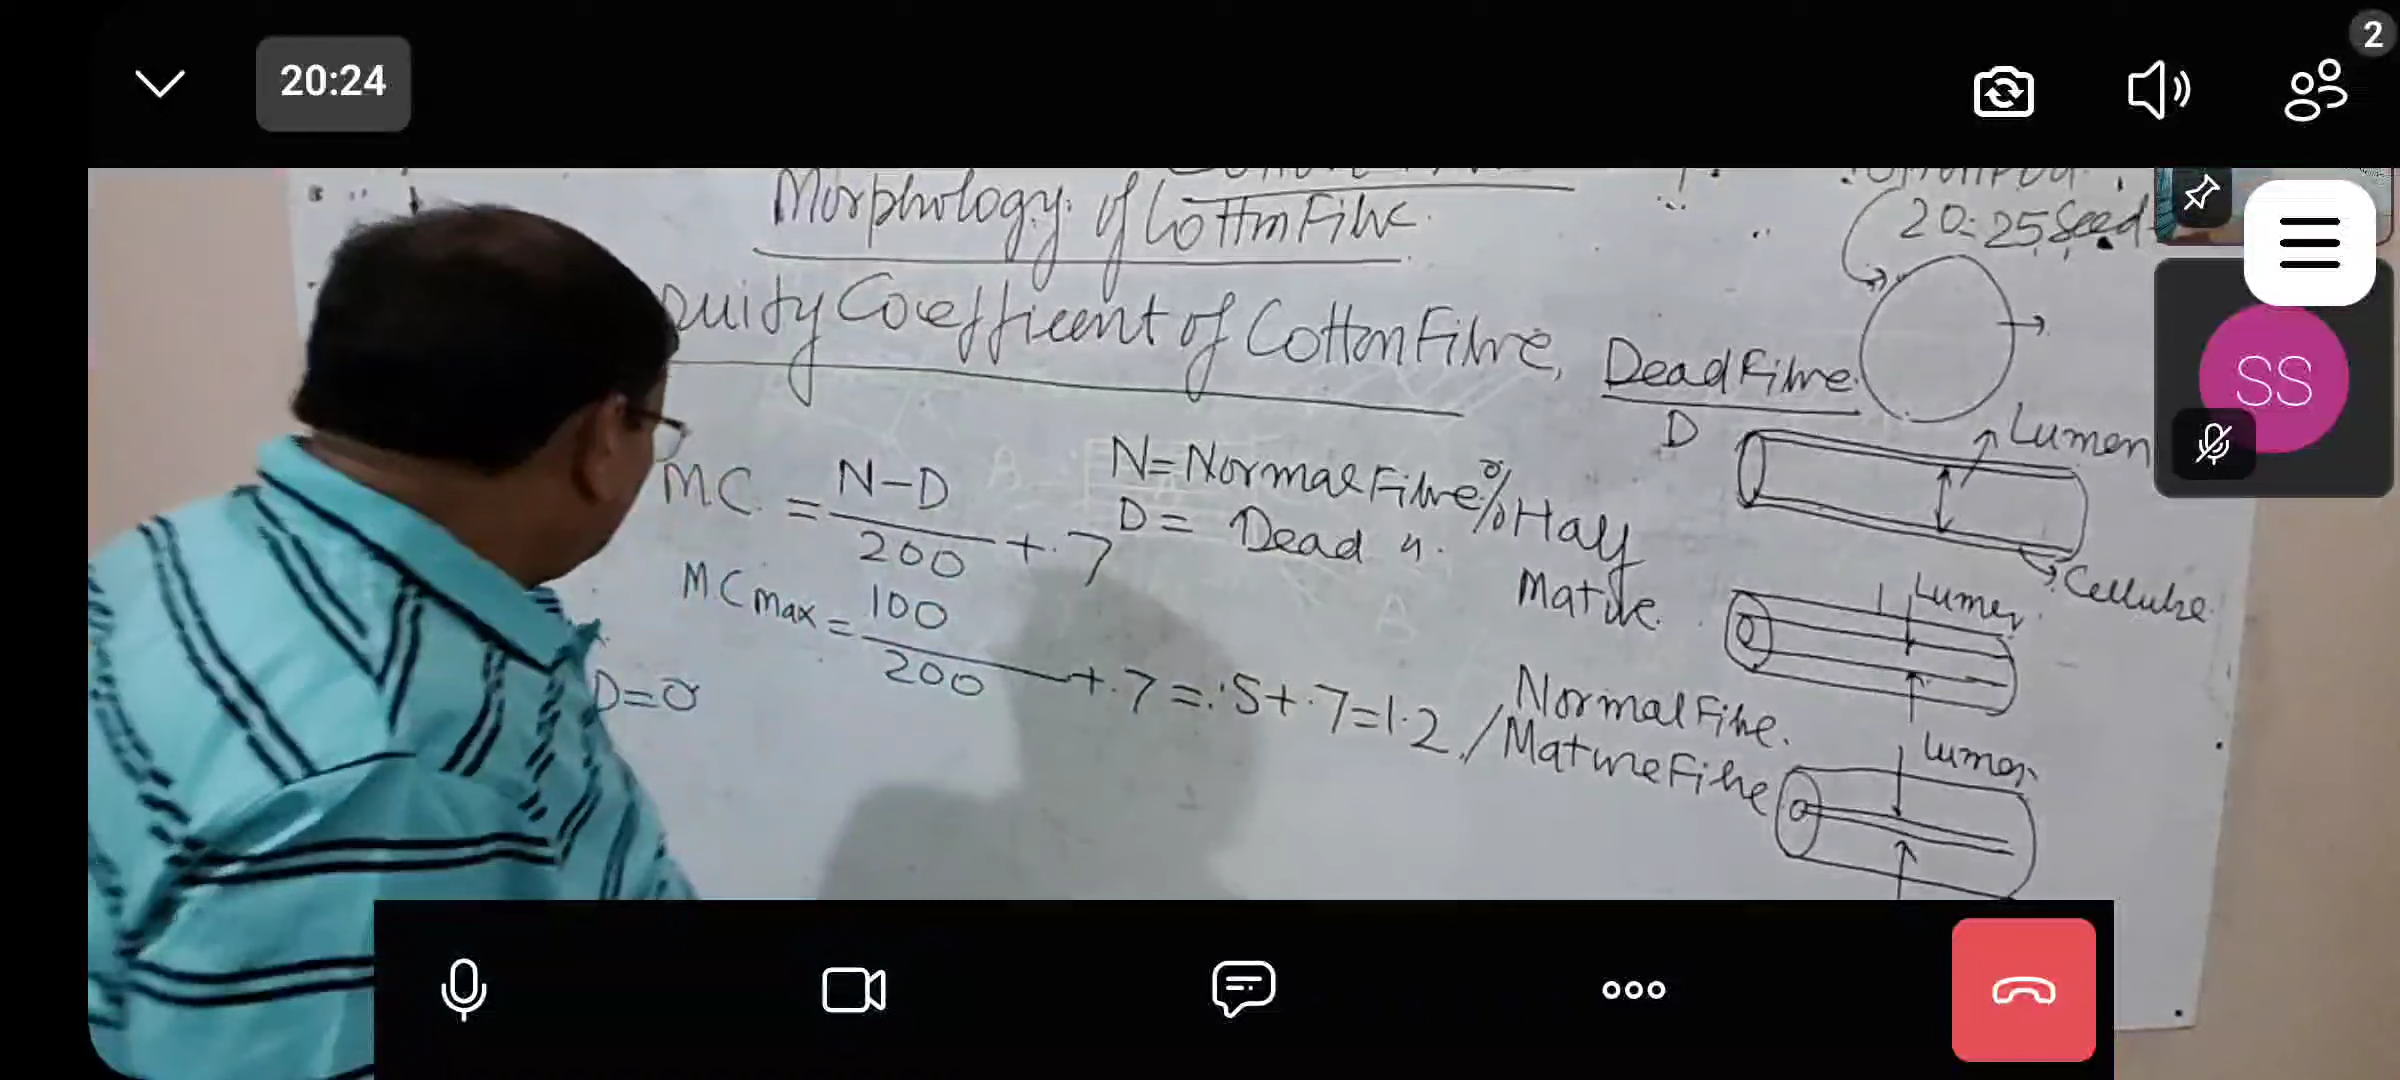 20:24
2
Morphology of Cotton Fibre.
20-25 Seed
Coefficient of Cotton Fibre,
Dead Fibre.
D
Lumen
SS
MC = N-D / 200 + .7
N = Normal Fibre %
D = Dead "
Half
Mature
Cellulose
Lumen
MC max = 100 / 200 + .7 = .5 + .7 = 1.2
D=0
Normal Fibre.
/Mature Fibre
Lumen